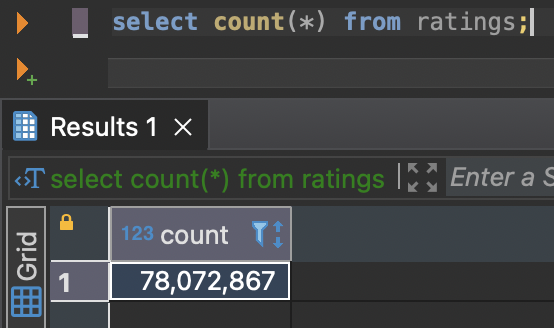 select count(*) from ratings;
Results 1
select count(*) from ratings
Enter a S
Grid
123 count
1
78,072,867